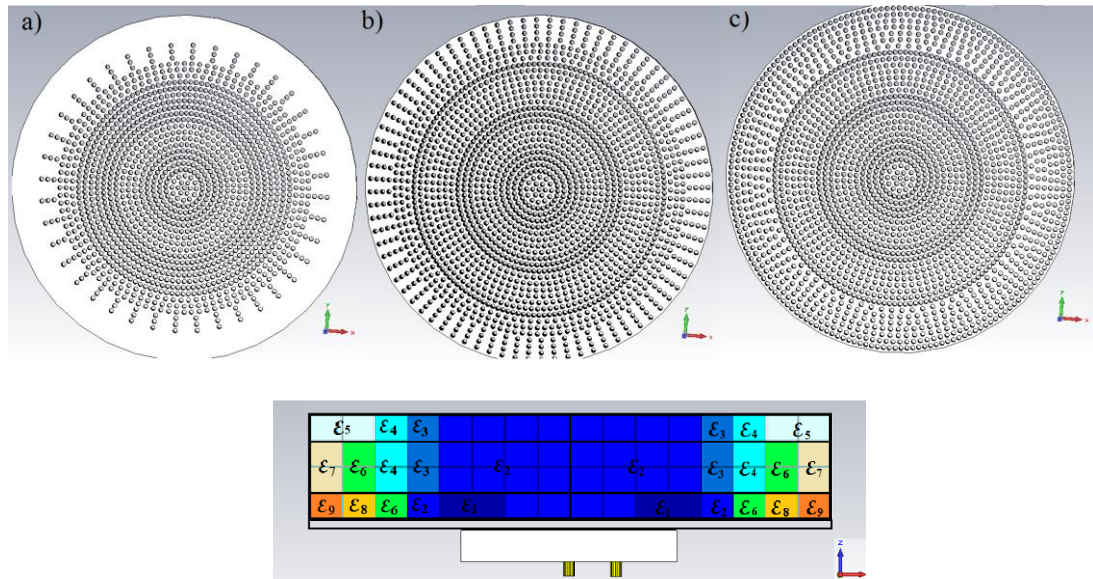 a) b) c)
y x y x y x
ε5 ε4 ε3 ε3 ε4 ε5
ε7 ε6 ε4 ε3 ε2 ε2 ε3 ε4 ε6 ε7
ε9 ε8 ε6 ε2 ε1 ε1 ε2 ε6 ε8 ε9
z